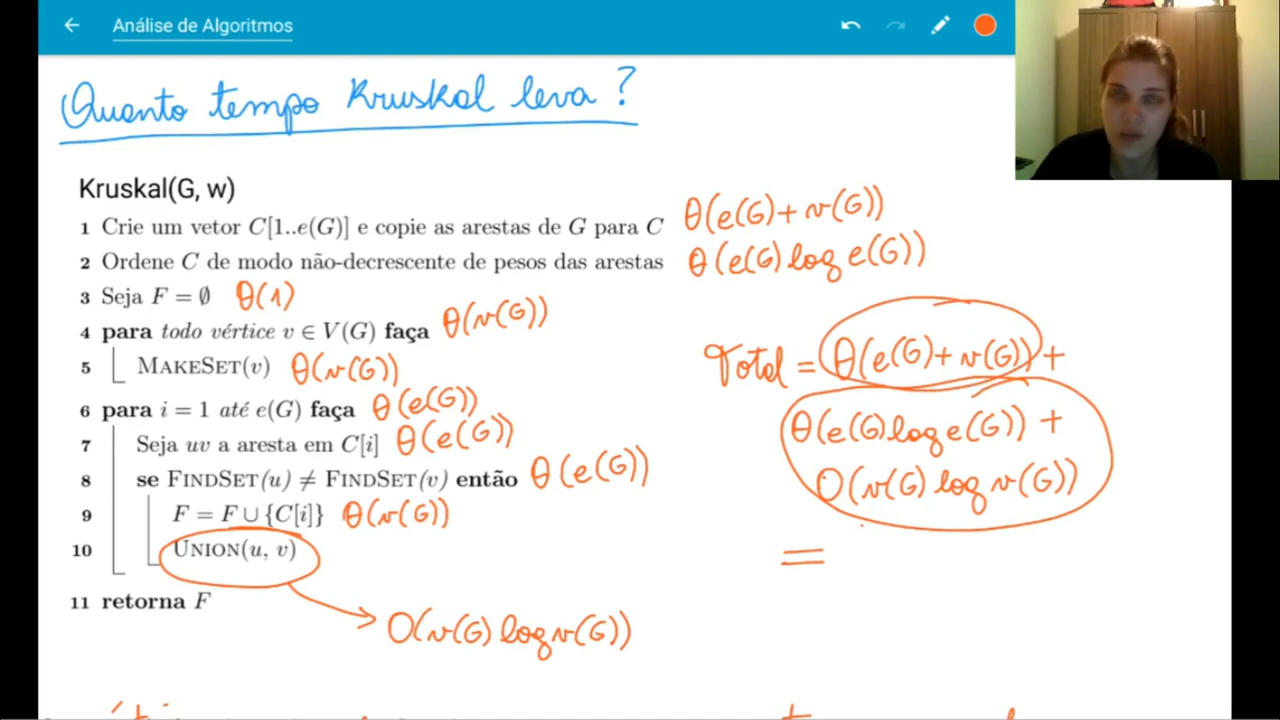 Análise de Algoritmos
Quanto tempo Kruskal leva?
Kruskal(G, w)
1 Crie um vetor C[1..e(G)] e copie as arestas de G para C θ(e(G)+v(G))
2 Ordene C de modo não-decrescente de pesos das arestas θ(e(G)log e(G))
3 Seja F = ∅ θ(1)
4 para todo vértice v ∈ V(G) faça θ(v(G))
5 MAKESET(v) θ(v(G))
6 para i = 1 até e(G) faça θ(e(G))
7 Seja uv a aresta em C[i] θ(e(G))
8 se FINDSET(u) ≠ FINDSET(v) então θ(e(G))
9 F = F ∪ {C[i]} θ(v(G))
10 UNION(u, v)
11 retorna F
O(v(G) log v(G))
Total = θ(e(G)+v(G)) +
θ(e(G)log e(G)) +
O(v(G) log v(G))
=